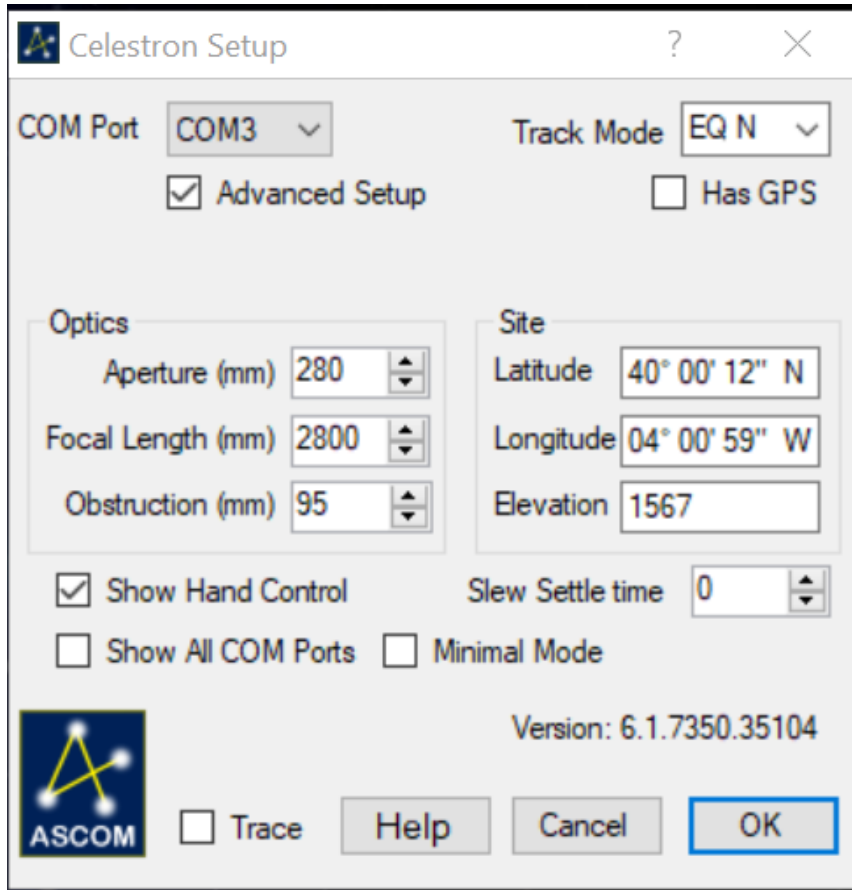 Celestron Setup
COM Port COM3 Track Mode EQ N
Advanced Setup Has GPS
Optics
Aperture (mm) 280
Focal Length (mm) 2800
Obstruction (mm) 95
Site
Latitude 40° 00' 12" N
Longitude 04° 00' 59" W
Elevation 1567
Show Hand Control Slew Settle time 0
Show All COM Ports Minimal Mode
Version: 6.1.7350.35104
ASCOM Trace Help Cancel OK